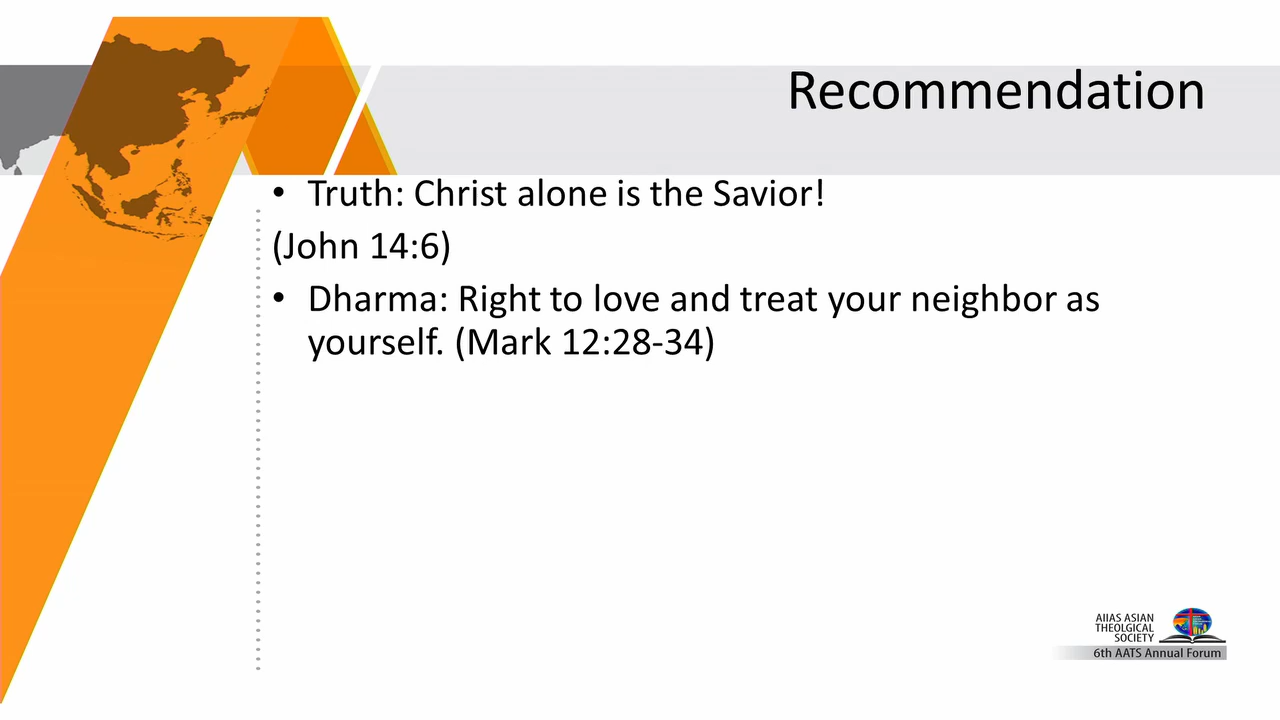 Recommendation
• Truth: Christ alone is the Savior!
(John 14:6)
• Dharma: Right to love and treat your neighbor as
yourself. (Mark 12:28-34)
AIIAS ASIAN
THEOLGICAL
SOCIETY
6th AATS Annual Forum